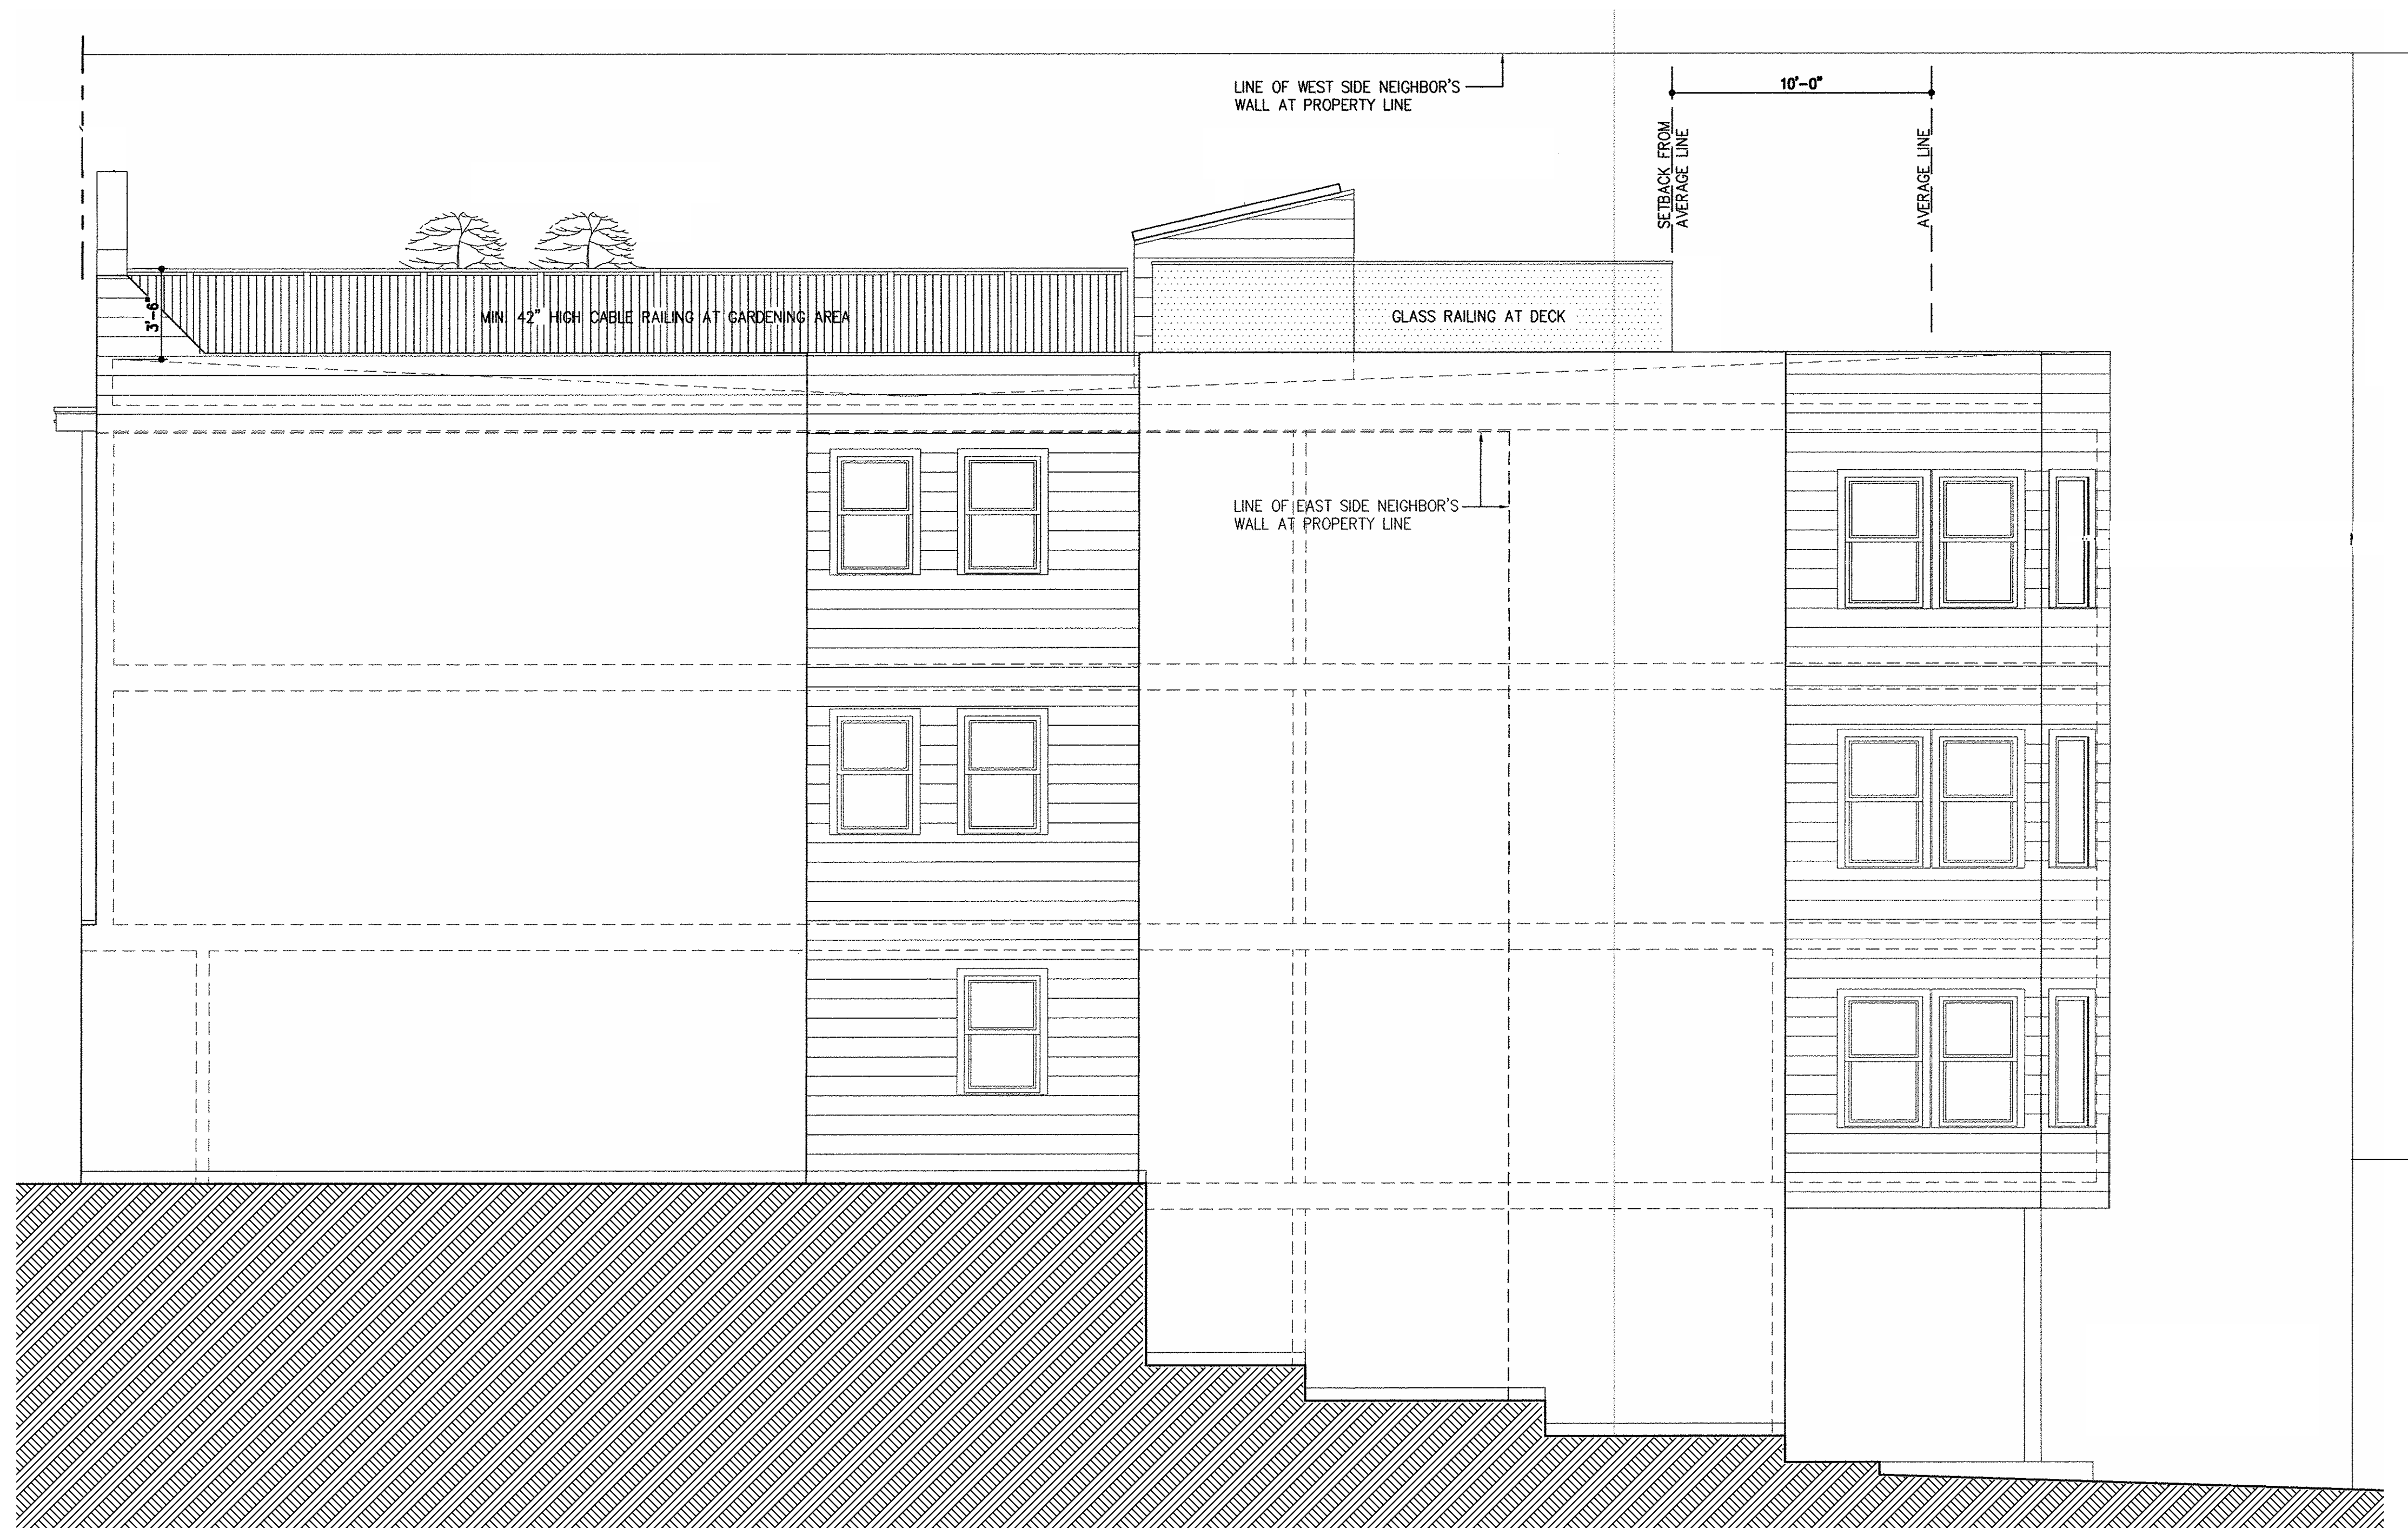 LINE OF WEST SIDE NEIGHBOR'S
WALL AT PROPERTY LINE
10'-0"
SETBACK FROM
AVERAGE LINE
AVERAGE LINE
3'-6"
MIN. 42" HIGH CABLE RAILING AT GARDENING AREA
GLASS RAILING AT DECK
LINE OF EAST SIDE NEIGHBOR'S
WALL AT PROPERTY LINE